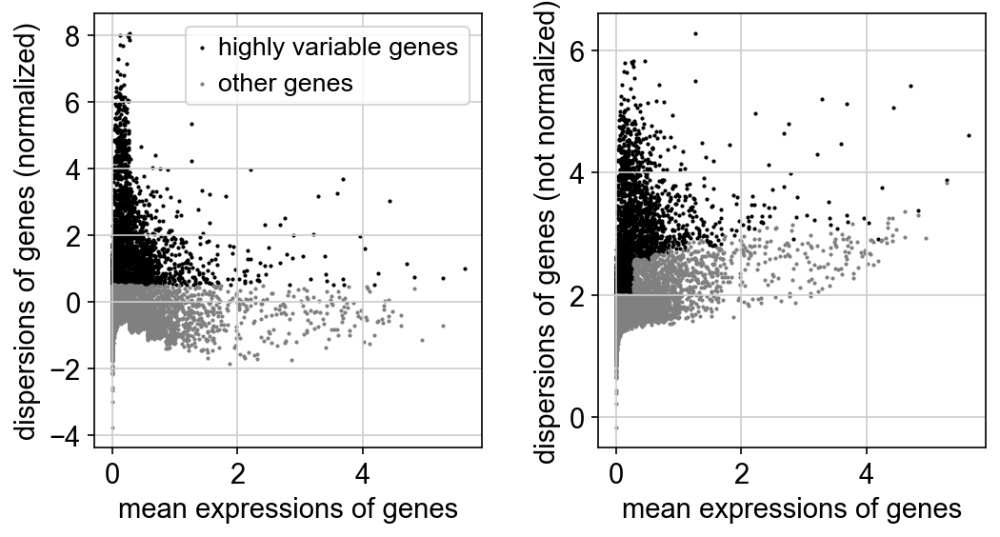 dispersions of genes (normalized)
8
6
4
2
0
−2
−4
0
2
4
mean expressions of genes
highly variable genes
other genes
dispersions of genes (not normalized)
6
4
2
0
0
2
4
mean expressions of genes